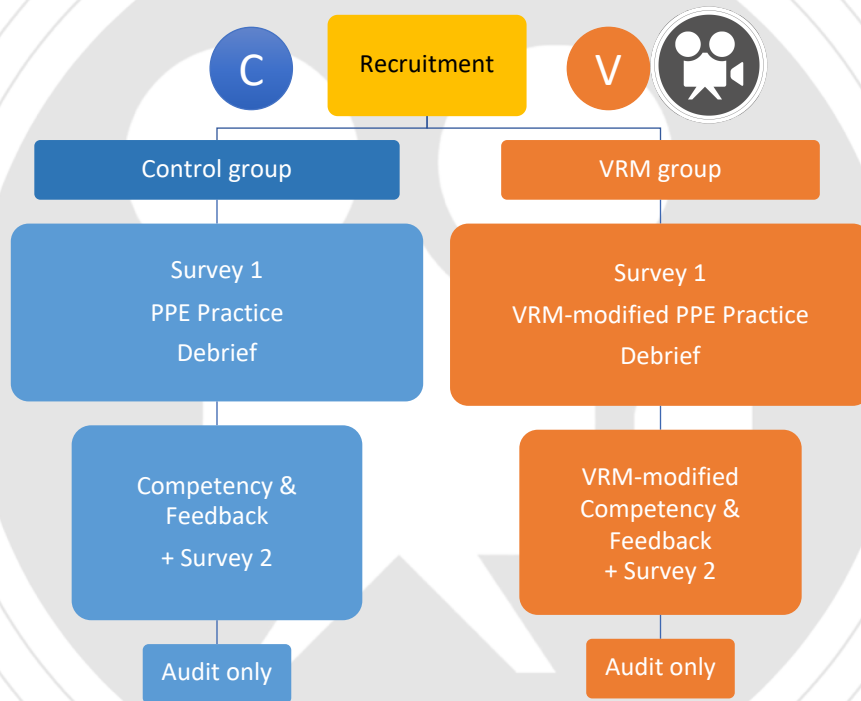 C
Recruitment
V
Control group
VRM group
Survey 1
PPE Practice
Debrief
Survey 1
VRM-modified PPE Practice
Debrief
Competency &
Feedback
+ Survey 2
VRM-modified
Competency &
Feedback
+ Survey 2
Audit only
Audit only